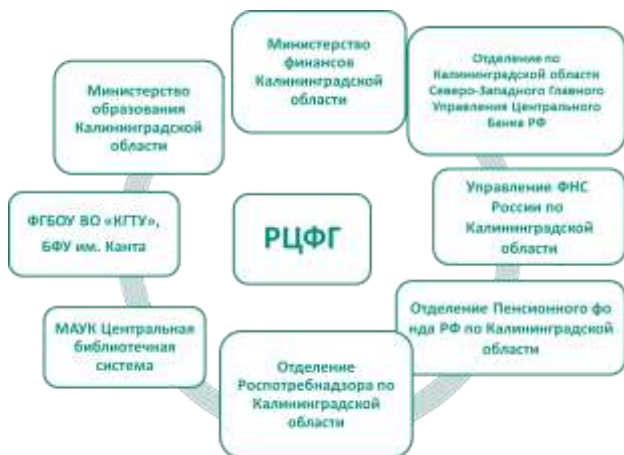 Министерство
финансов
Калининградской
области
Отделение по
Калининградской области
Северо-Западного Главного
Управления Центрального
Банка РФ
Управление ФНС
России по
Калининградской
области
Отделение Пенсионного фо
нда РФ по Калининградской
области
Отделение
Роспотребнадзора по
Калининградской
области
МАУК Центральная
библиотечная
система
ФГБОУ ВО «КГТУ»,
БФУ им. Канта
Министерство
образования
Калининградской
области
РЦФГ